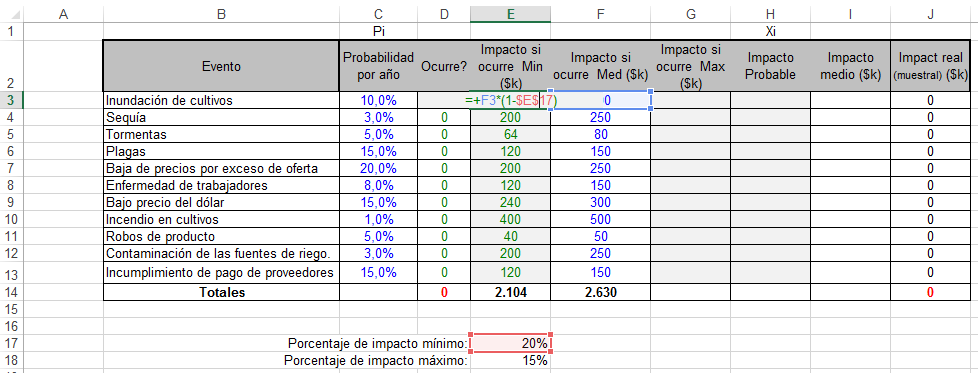 A B C D E F G H I J
1 Pi Xi
2 Evento Probabilidad por año Ocurre? Impacto si ocurre Min ($k) Impacto si ocurre Med ($k) Impacto si ocurre Max ($k) Impacto Probable Impacto medio ($k) Impact real (muestral) ($k)
3 Inundación de cultivos 10,0% =+F3*(1-$E$17) 0 0
4 Sequía 3,0% 0 200 250 0
5 Tormentas 5,0% 0 64 80 0
6 Plagas 15,0% 0 120 150 0
7 Baja de precios por exceso de oferta 20,0% 0 200 250 0
8 Enfermedad de trabajadores 8,0% 0 120 150 0
9 Bajo precio del dólar 15,0% 0 240 300 0
10 Incendio en cultivos 1,0% 0 400 500 0
11 Robos de producto 5,0% 0 40 50 0
12 Contaminación de las fuentes de riego. 3,0% 0 200 250 0
13 Incumplimiento de pago de proveedores 15,0% 0 120 150 0
14 Totales 0 2.104 2.630 0
15
16
17 Porcentaje de impacto mínimo: 20%
18 Porcentaje de impacto máximo: 15%